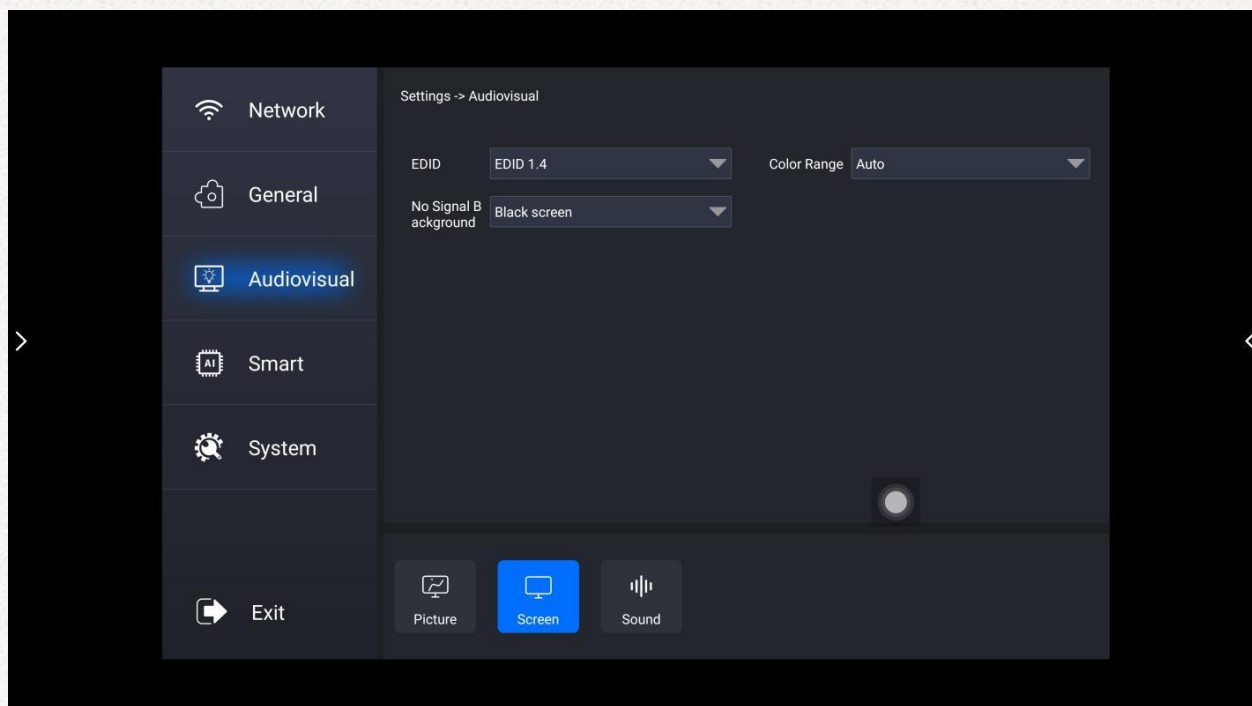 Network
General
Audiovisual
AI
Smart
System
Exit
Settings -> Audiovisual
EDID
EDID 1.4
Color Range
Auto
No Signal B
ackground
Black screen
Picture
Screen
Sound